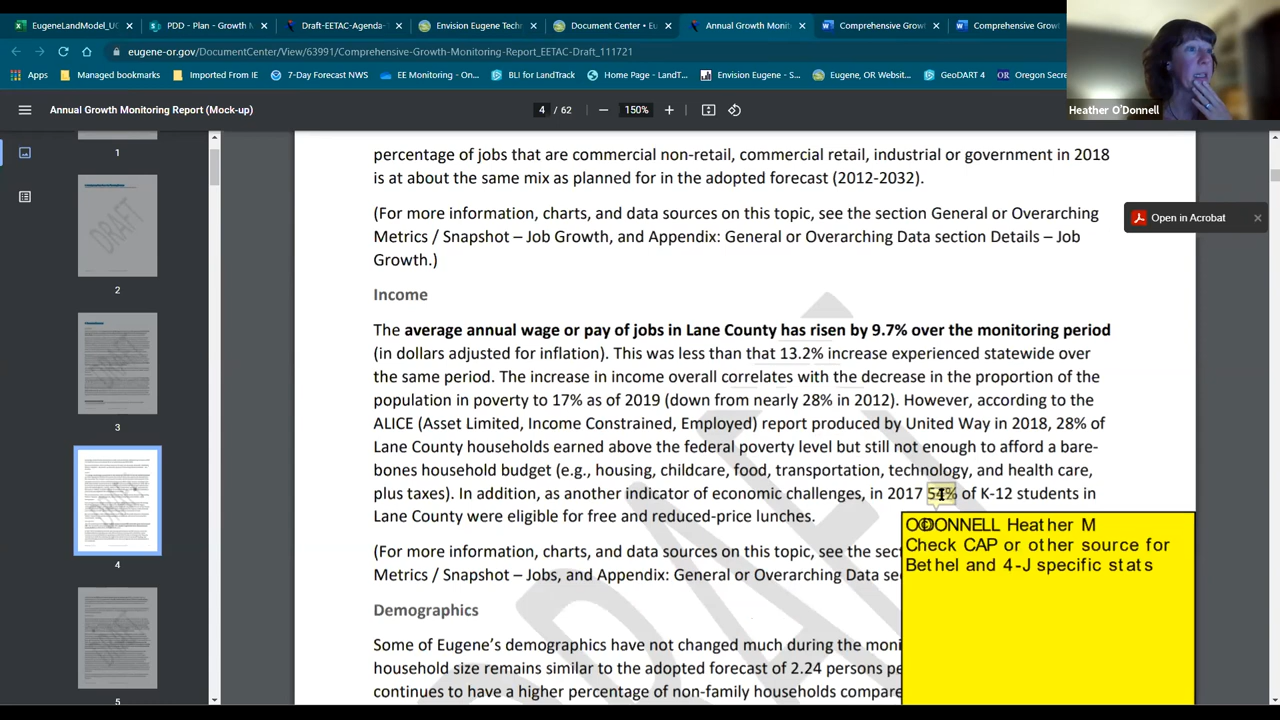 EugeneLandModel_UG
PDD - Plan - Growth M
Draft-EETAC-Agenda-
Envision Eugene Techn
Document Center • Eu
Annual Growth Monito
Comprehensive Growt
Comprehensive Growt
eugene-or.gov/DocumentCenter/View/63991/Comprehensive-Growth-Monitoring-Report_EETAC-Draft_111721
Apps
Managed bookmarks
Imported From IE
7-Day Forecast NWS
EE Monitoring - Onl...
BLI for LandTrack
Home Page - LandT...
Envision Eugene - S...
Eugene, OR Website...
GeoDART 4
Oregon Secre
Heather O'Donnell
Annual Growth Monitoring Report (Mock-up)
4 / 62
150%
Open in Acrobat
1
2
3
4
5
DRAFT
percentage of jobs that are commercial non-retail, commercial retail, industrial or government in 2018
is at about the same mix as planned for in the adopted forecast (2012-2032).
(For more information, charts, and data sources on this topic, see the section General or Overarching
Metrics / Snapshot – Job Growth, and Appendix: General or Overarching Data section Details – Job
Growth.)
Income
The average annual wage or pay of jobs in Lane County has risen by 9.7% over the monitoring period
(in dollars adjusted for inflation). This was less than that 13.2% increase experienced statewide over
the same period. The increase in income overall correlates with the decrease in the proportion of the
population in poverty to 17% as of 2019 (down from nearly 28% in 2012). However, according to the
ALICE (Asset Limited, Income Constrained, Employed) report produced by United Way in 2018, 28% of
Lane County households earned above the federal poverty level but still not enough to afford a bare-
bones household budget (e.g., housing, childcare, food, transportation, technology, and health care,
plus taxes). In addition, as another indicator of economic challenges, in 2017 54% of K-12 students in
Lane County were eligible for free and reduced-price lunches.
(For more information, charts, and data sources on this topic, see the sec
Metrics / Snapshot – Jobs, and Appendix: General or Overarching Data sec
Demographics
Some of Eugene's demographics have not changed much during the moni
household size remains similar to the adopted forecast of 2.24 persons pe
continues to have a higher percentage of non-family households compare
O'DONNELL Heather M
Check CAP or other source for
Bethel and 4-J specific stats